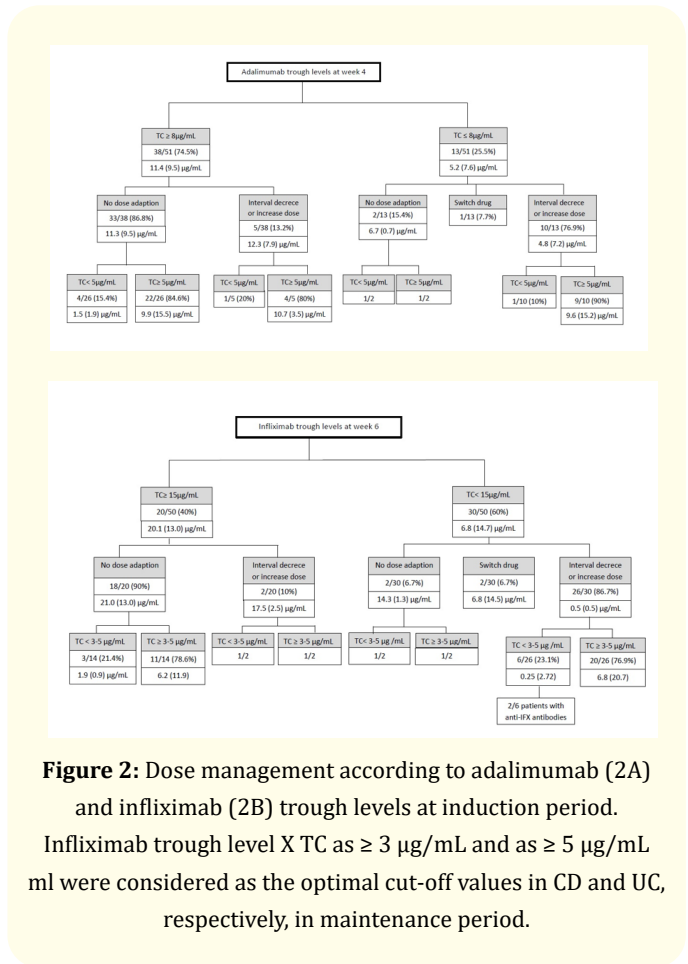 Adalimumab trough levels at week 4
TC ≥ 8µg/mL
38/51 (74.5%)
11.4 (9.5) µg/mL
TC ≤ 8µg/mL
13/51 (25.5%)
5.2 (7.6) µg/mL
No dose adaption
33/38 (86.8%)
11.3 (9.5) µg/mL
Interval decrece
or increase dose
5/38 (13.2%)
12.3 (7.9) µg/mL
No dose adaption
2/13 (15.4%)
6.7 (0.7) µg/mL
Switch drug
1/13 (7.7%)
Interval decrece
or increase dose
10/13 (76.9%)
4.8 (7.2) µg/mL
TC< 5µg/mL
4/26 (15.4%)
1.5 (1.9) µg/mL
TC≥ 5µg/mL
22/26 (84.6%)
9.9 (15.5) µg/mL
TC< 5µg/mL
1/5 (20%)
TC≥ 5µg/mL
4/5 (80%)
10.7 (3.5) µg/mL
TC<5µg/mL
1/2
TC≥ 5µg/mL
1/2
TC<5µg/mL
1/10 (10%)
TC≥ 5µg/mL
9/10 (90%)
9.6 (15.2) µg/mL
Infliximab trough levels at week 6
TC≥ 15µg/mL
20/50 (40%)
20.1 (13.0) µg/mL
TC< 15µg/mL
30/50 (60%)
6.8 (14.7) µg/mL
No dose adaption
18/20 (90%)
21.0 (13.0) µg/mL
Interval decrece
or increase dose
2/20 (10%)
17.5 (2.5) µg/mL
No dose adaption
2/30 (6.7%)
14.3 (1.3) µg/mL
Switch drug
2/30 (6.7%)
6.8 (14.5) µg/mL
Interval decrece
or increase dose
26/30 (86.7%)
0.5 (0.5) µg/mL
TC < 3-5 µg/mL
3/14 (21.4%)
1.9 (0.9) µg/mL
TC ≥ 3-5 µg/mL
11/14 (78.6%)
6.2 (11.9)
TC < 3-5 µg/mL
1/2
TC ≥ 3-5 µg/mL
1/2
TC< 3-5 µg /mL
1/2
TC ≥ 3-5 µg/mL
1/2
TC < 3-5 µg /mL
6/26 (23.1%)
0.25 (2.72)
TC ≥ 3-5 µg/mL
20/26 (76.9%)
6.8 (20.7)
2/6 patients with
anti-IFX antibodies
Figure 2: Dose management according to adalimumab (2A)
and infliximab (2B) trough levels at induction period.
Infliximab trough level X TC as ≥ 3 µg/mL and as ≥ 5 µg/mL
ml were considered as the optimal cut-off values in CD and UC,
respectively, in maintenance period.